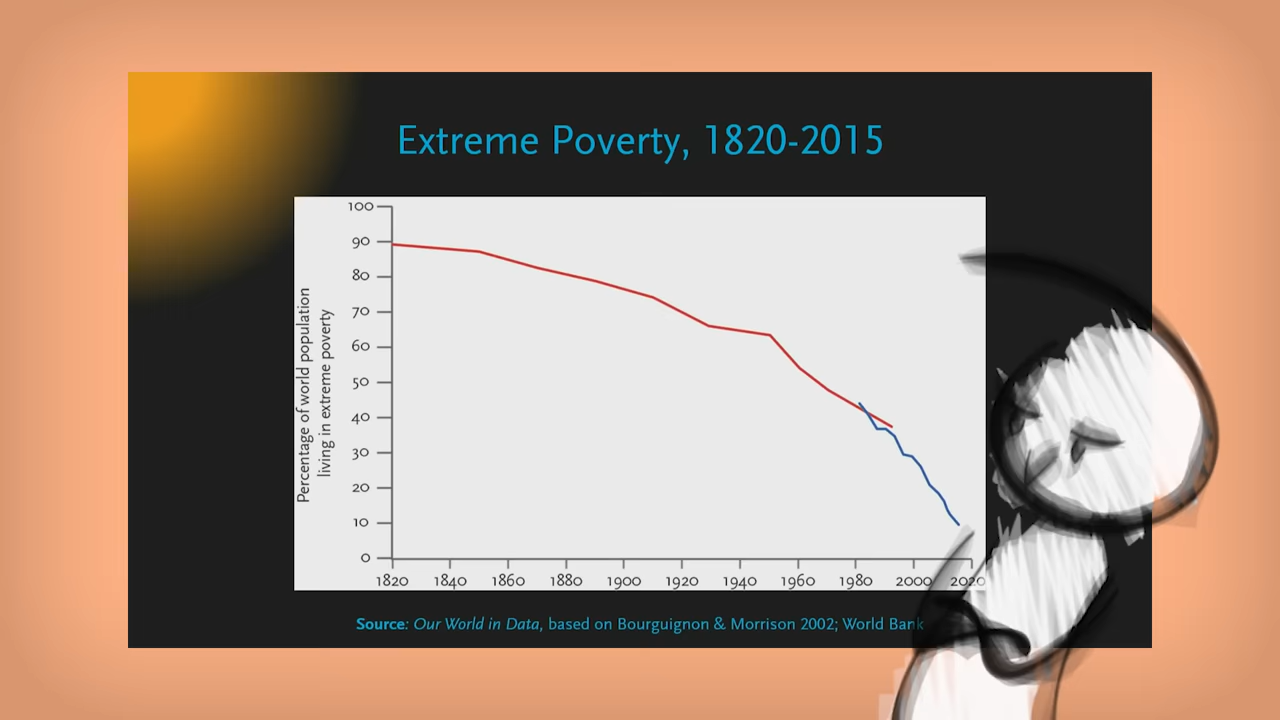 Extreme Poverty, 1820-2015
Percentage of world population
living in extreme poverty
100
90
80
70
60
50
40
30
20
10
0
1820 1840 1860 1880 1900 1920 1940 1960 1980 2000 2020
Source: Our World in Data, based on Bourguignon & Morrison 2002; World Bank